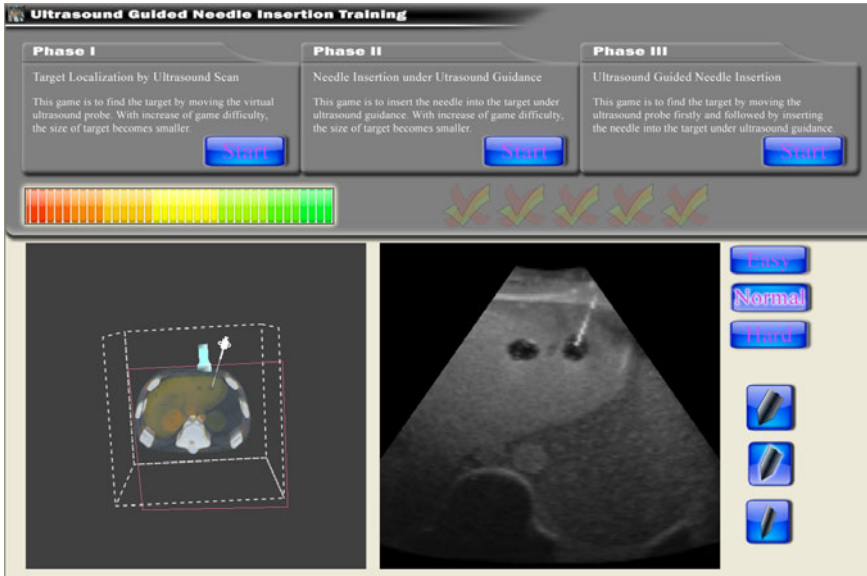 Ultrasound Guided Needle Insertion Training
Phase I
Target Localization by Ultrasound Scan
This game is to find the target by moving the virtual
ultrasound probe. With increase of game difficulty,
the size of target becomes smaller.
Start
Phase II
Needle Insertion under Utrasound Guidance
This game is to insert the needle into the target under
ultrasound guidance. With increase of game difficulty,
the size of target becomes smaller.
Start
Phase III
Ultrasound Guided Needle Insertion
This game is to find the target by moving the
ultrasound probe firstly and followed by inserting
the needle into the target under ultrasound guidance.
Start
Easy
Normal
Hard